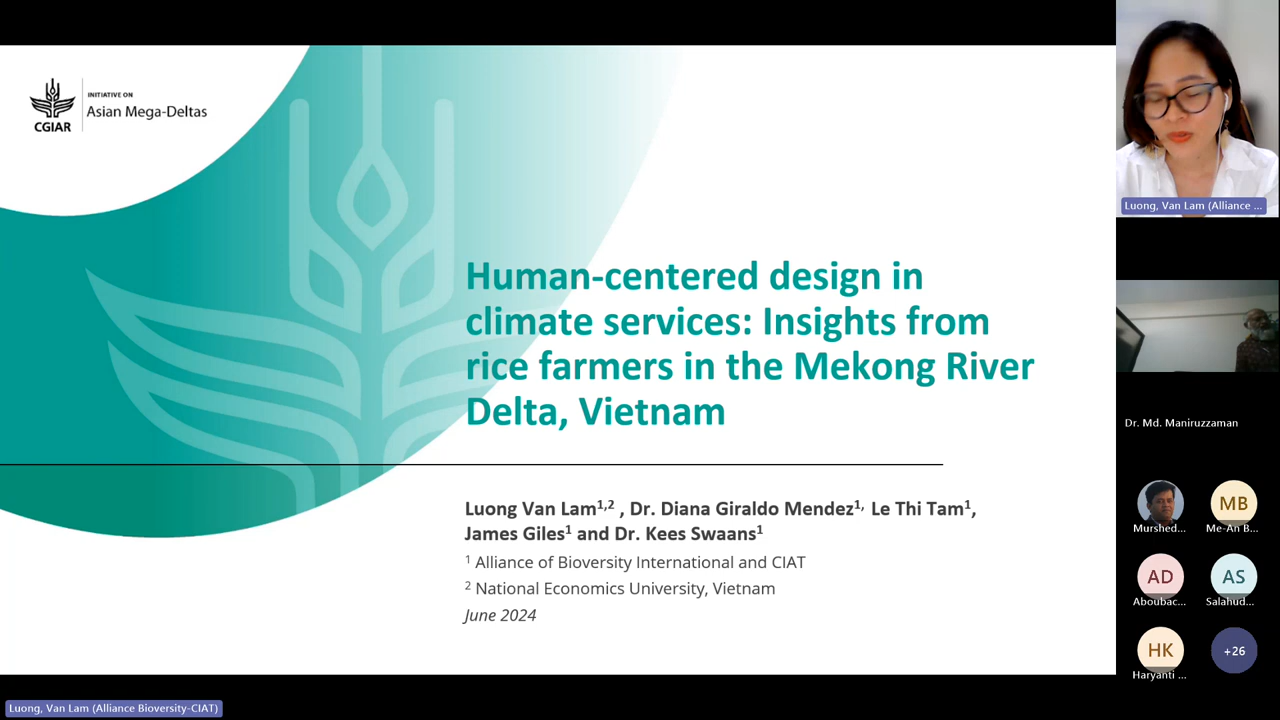 INITIATIVE ON
Asian Mega-Deltas
CGIAR
Human-centered design in
climate services: Insights from
rice farmers in the Mekong River
Delta, Vietnam
Luong Van Lam1,2 , Dr. Diana Giraldo Mendez1, Le Thi Tam1,
James Giles1 and Dr. Kees Swaans1
1 Alliance of Bioversity International and CIAT
2 National Economics University, Vietnam
June 2024
Luong, Van Lam (Alliance Bioversity-CIAT)
Luong, Van Lam (Alliance ...
Dr. Md. Maniruzzaman
Murshed...
MB
Me-An B...
AD
Aboubac...
AS
Salahud...
HK
Haryanti ...
+26